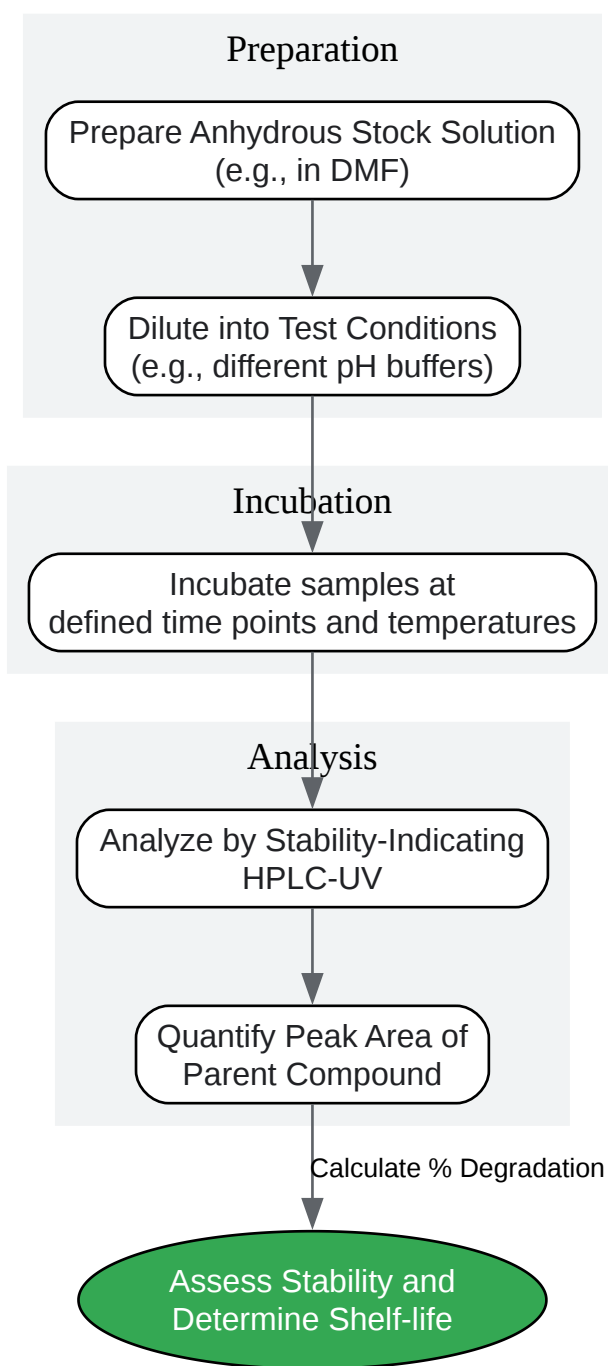 Preparation
Prepare Anhydrous Stock Solution
(e.g., in DMF)
Dilute into Test Conditions
(e.g., different pH buffers)
Incubation
Incubate samples at
defined time points and temperatures
Analysis
Analyze by Stability-Indicating
HPLC-UV
Quantify Peak Area of
Parent Compound
Calculate % Degradation
Assess Stability and
Determine Shelf-life